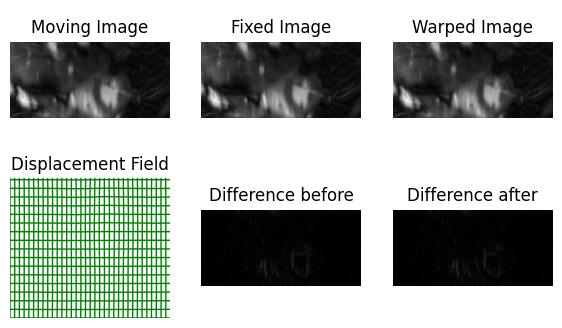 Moving Image
Fixed Image
Warped Image
Displacement Field
Difference before
Difference after